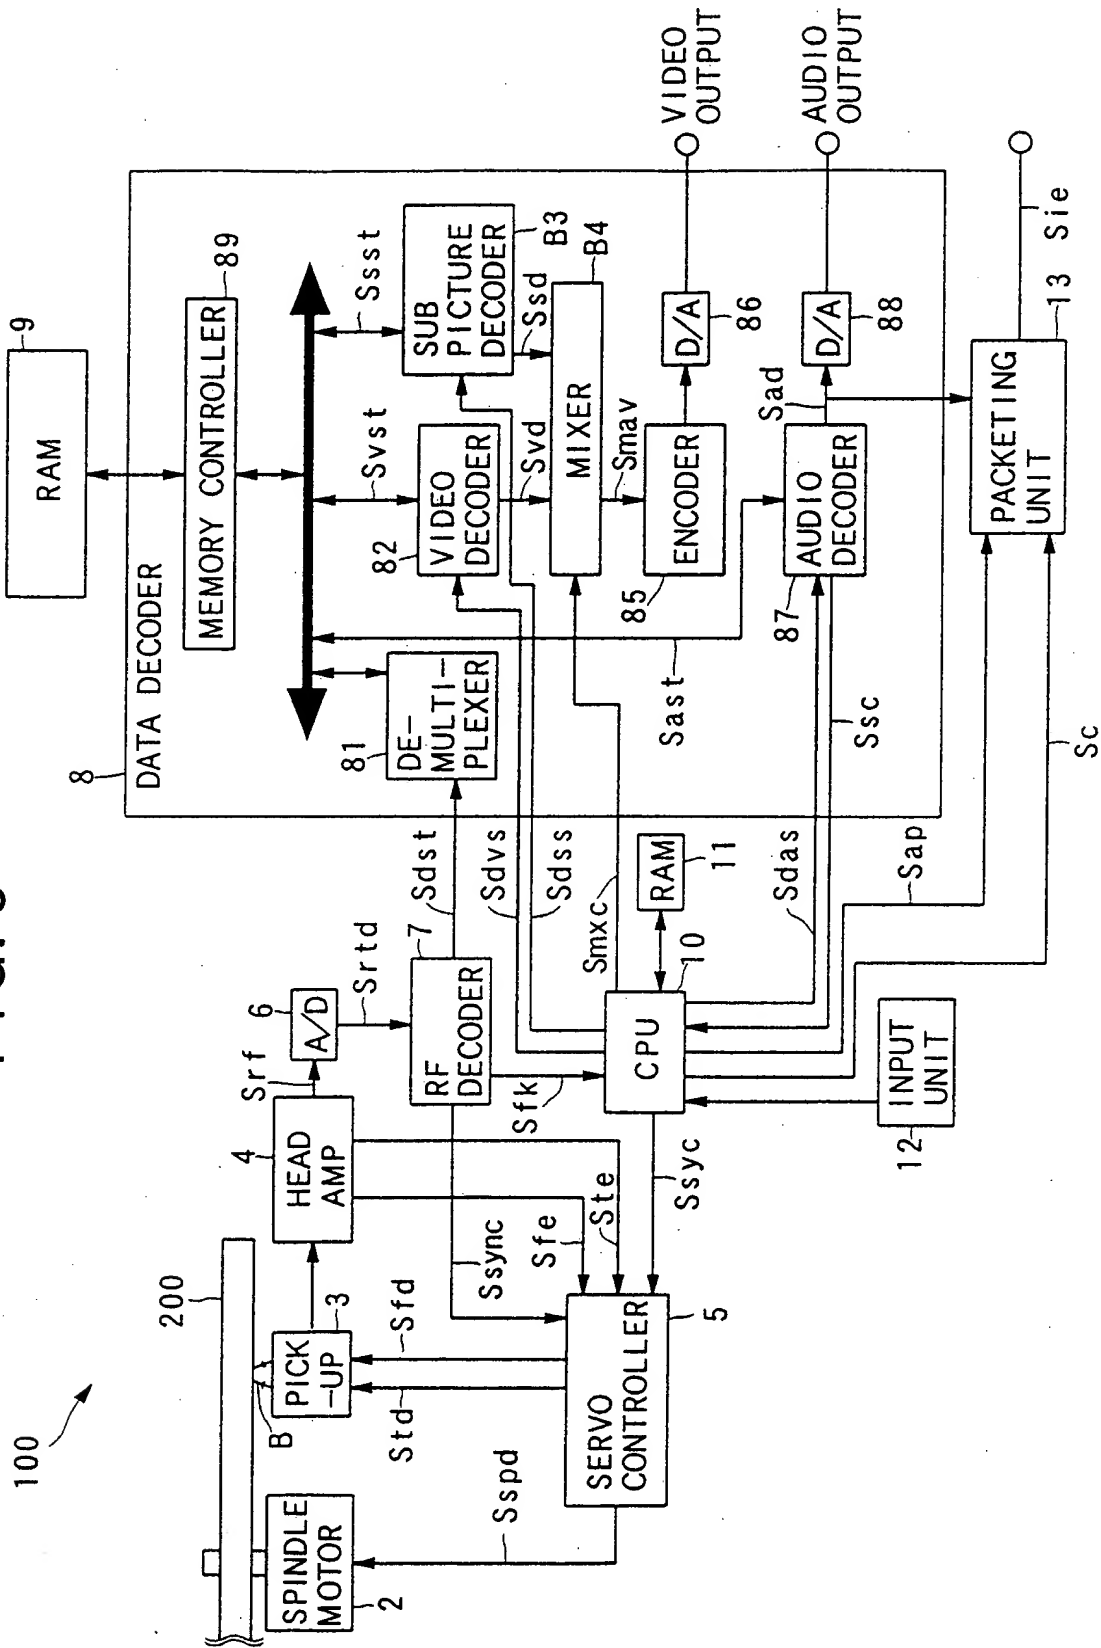 100
200
B
SPINDLE
MOTOR
2
PICK
-UP
3
Std
Sfd
Sspd
SERVO
CONTROLLER
5
HEAD
AMP
4
Srf
A/D
6
Srtd
RF
DECODER
7
Ssync
Sfe
Ste
Sfk
Ssyc
CPU
10
RAM
11
INPUT
UNIT
12
Sdst
Sdvs
Sdss
Smxc
Sdas
Ssc
Sap
Sc
8
DATA DECODER
RAM
9
MEMORY CONTROLLER
89
DE-
MULTI-
PLEXER
81
Svst
VIDEO
DECODER
82
Ssst
SUB
PICTURE
DECODER
B3
Svd
Ssd
MIXER
B4
Smav
ENCODER
85
D/A
86
VIDEO
OUTPUT
Sast
AUDIO
DECODER
87
Sad
D/A
88
AUDIO
OUTPUT
PACKETING
UNIT
13
Sie